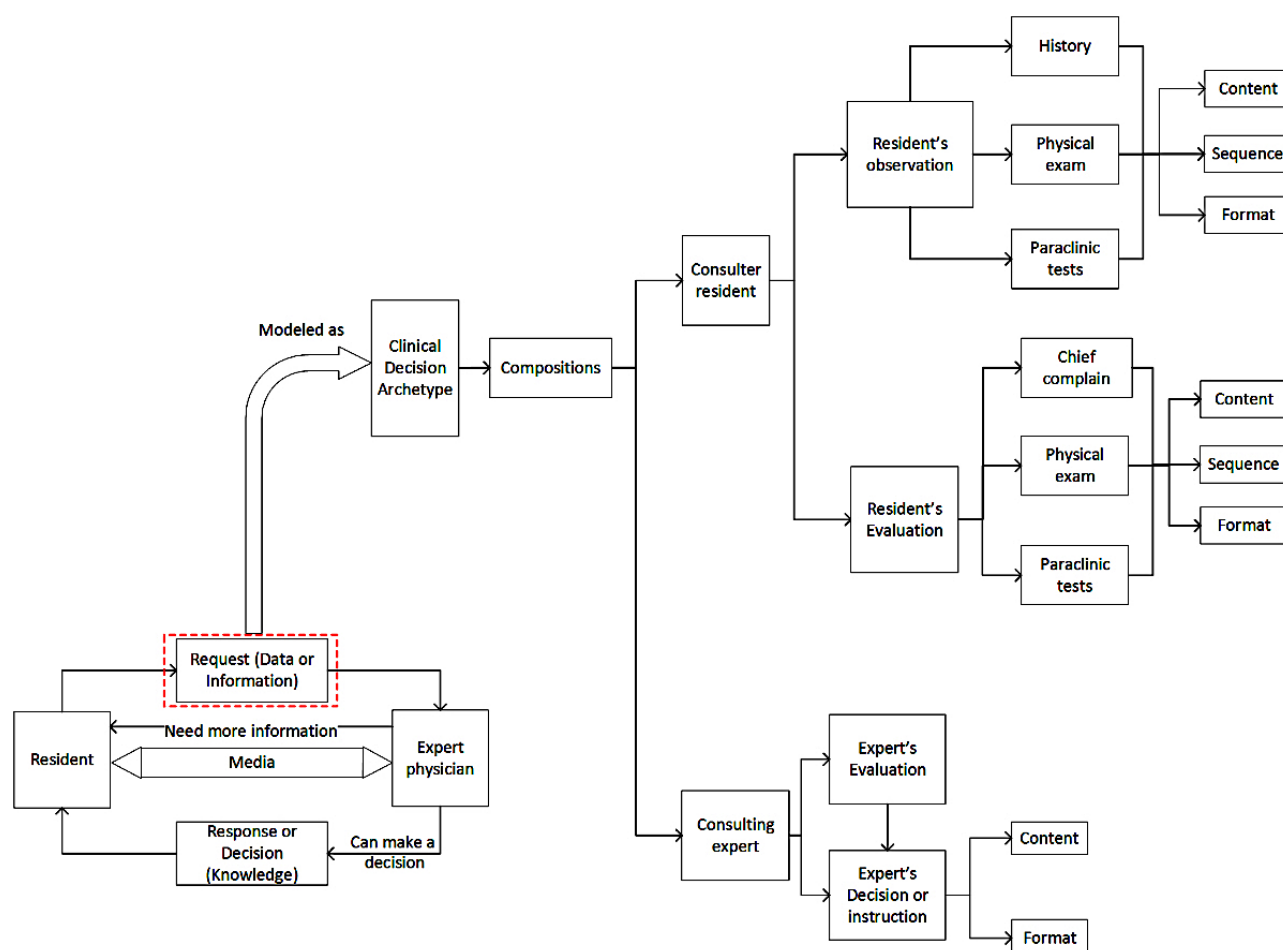 History
Content
Resident's
observation
Physical
exam
Sequence
Format
Paraclinic
tests
Consulter
resident
Modeled as
Clinical
Decision
Archetype
Compositions
Chief
complain
Content
Physical
exam
Sequence
Resident's
Evaluation
Format
Paraclinic
tests
Request (Data or
Information)
Need more information
Resident
Media
Expert
physician
Response or
Decision
(Knowledge)
Can make a
decision
Expert's
Evaluation
Consulting
expert
Content
Expert's
Decision or
instruction
Format